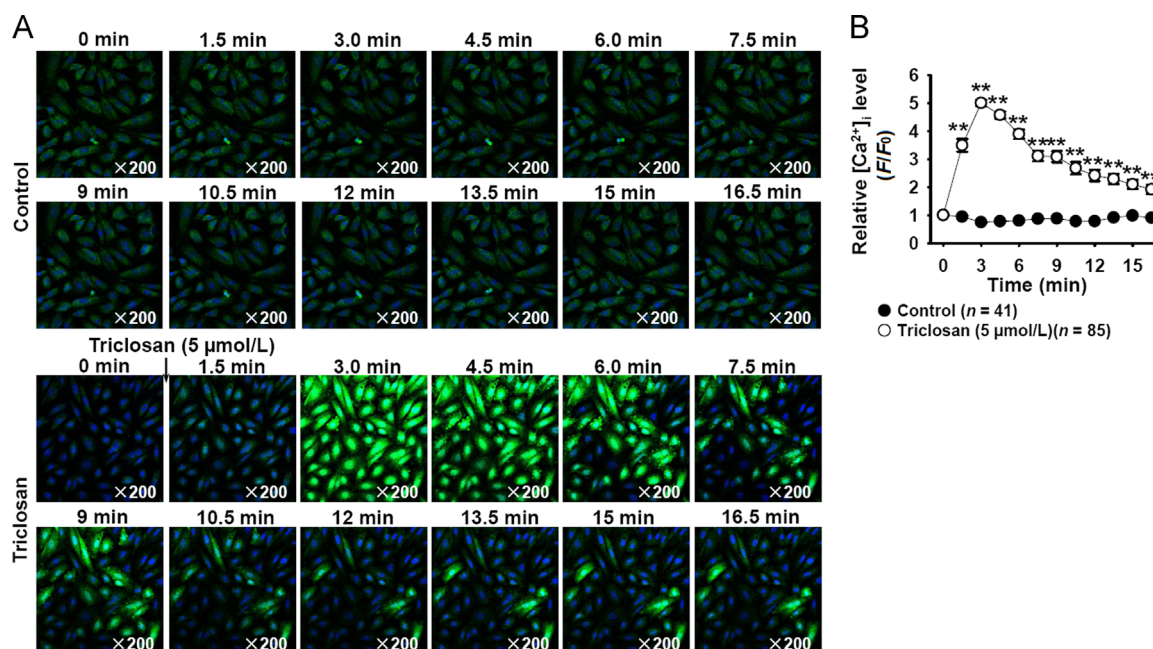 A
0 min 1.5 min 3.0 min 4.5 min 6.0 min 7.5 min
×200 ×200 ×200 ×200 ×200 ×200
9 min 10.5 min 12 min 13.5 min 15 min 16.5 min
×200 ×200 ×200 ×200 ×200 ×200
Control
Triclosan (5 μmol/L)
0 min 1.5 min 3.0 min 4.5 min 6.0 min 7.5 min
×200 ×200 ×200 ×200 ×200 ×200
9 min 10.5 min 12 min 13.5 min 15 min 16.5 min
×200 ×200 ×200 ×200 ×200 ×200
Triclosan
B
Relative [Ca²⁺]ᵢ level
(F/F₀)
6
5
4
3
2
1
0
** ** ** ** ** ** ** ** ** ** **
0 3 6 9 12 15
Time (min)
Control (n = 41)
Triclosan (5 μmol/L)(n = 85)